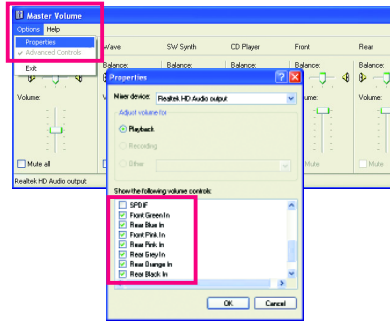 Master Volume
Options Help
Properties
Advanced Controls
Exit
Wave
SW Synth
CD Player
Front
Rear
Balance:
Balance:
Balance:
Balance:
Balance:
Volume:
Volume:
Mute all
Mute
Mute
Realtek HD Audio output
Properties
Mixer device: Realtek HD Audio output
Adjust volume for
Playback
Recording
Other
Show the following volume controls:
SPDIF
Front Green In
Rear Blue In
Front Pink In
Rear Pink In
Rear Grey In
Rear Orange In
Rear Black In
OK
Cancel